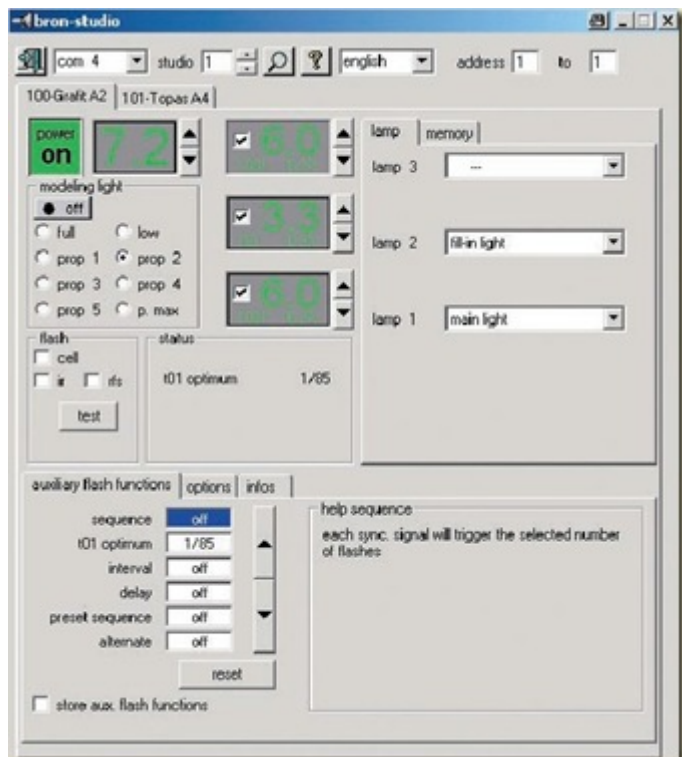 bron-studio
com 4 studio 1 english address 1 to 1
100-Grafit A2 101-Topas A4
power
on
7.2
6.0
3.3
6.0
lamp memory
lamp 3 ---
lamp 2 fill-in light
lamp 1 main light
modeling light
off
full low
prop 1 prop 2
prop 3 prop 4
prop 5 p. max
flash
cell
ir rfs
test
status
t01 optimum 1/85
auxiliary flash functions options infos
sequence off
t01 optimum 1/85
interval off
delay off
preset sequence off
alternate off
reset
store aux. flash functions
help sequence
each sync. signal will trigger the selected number
of flashes